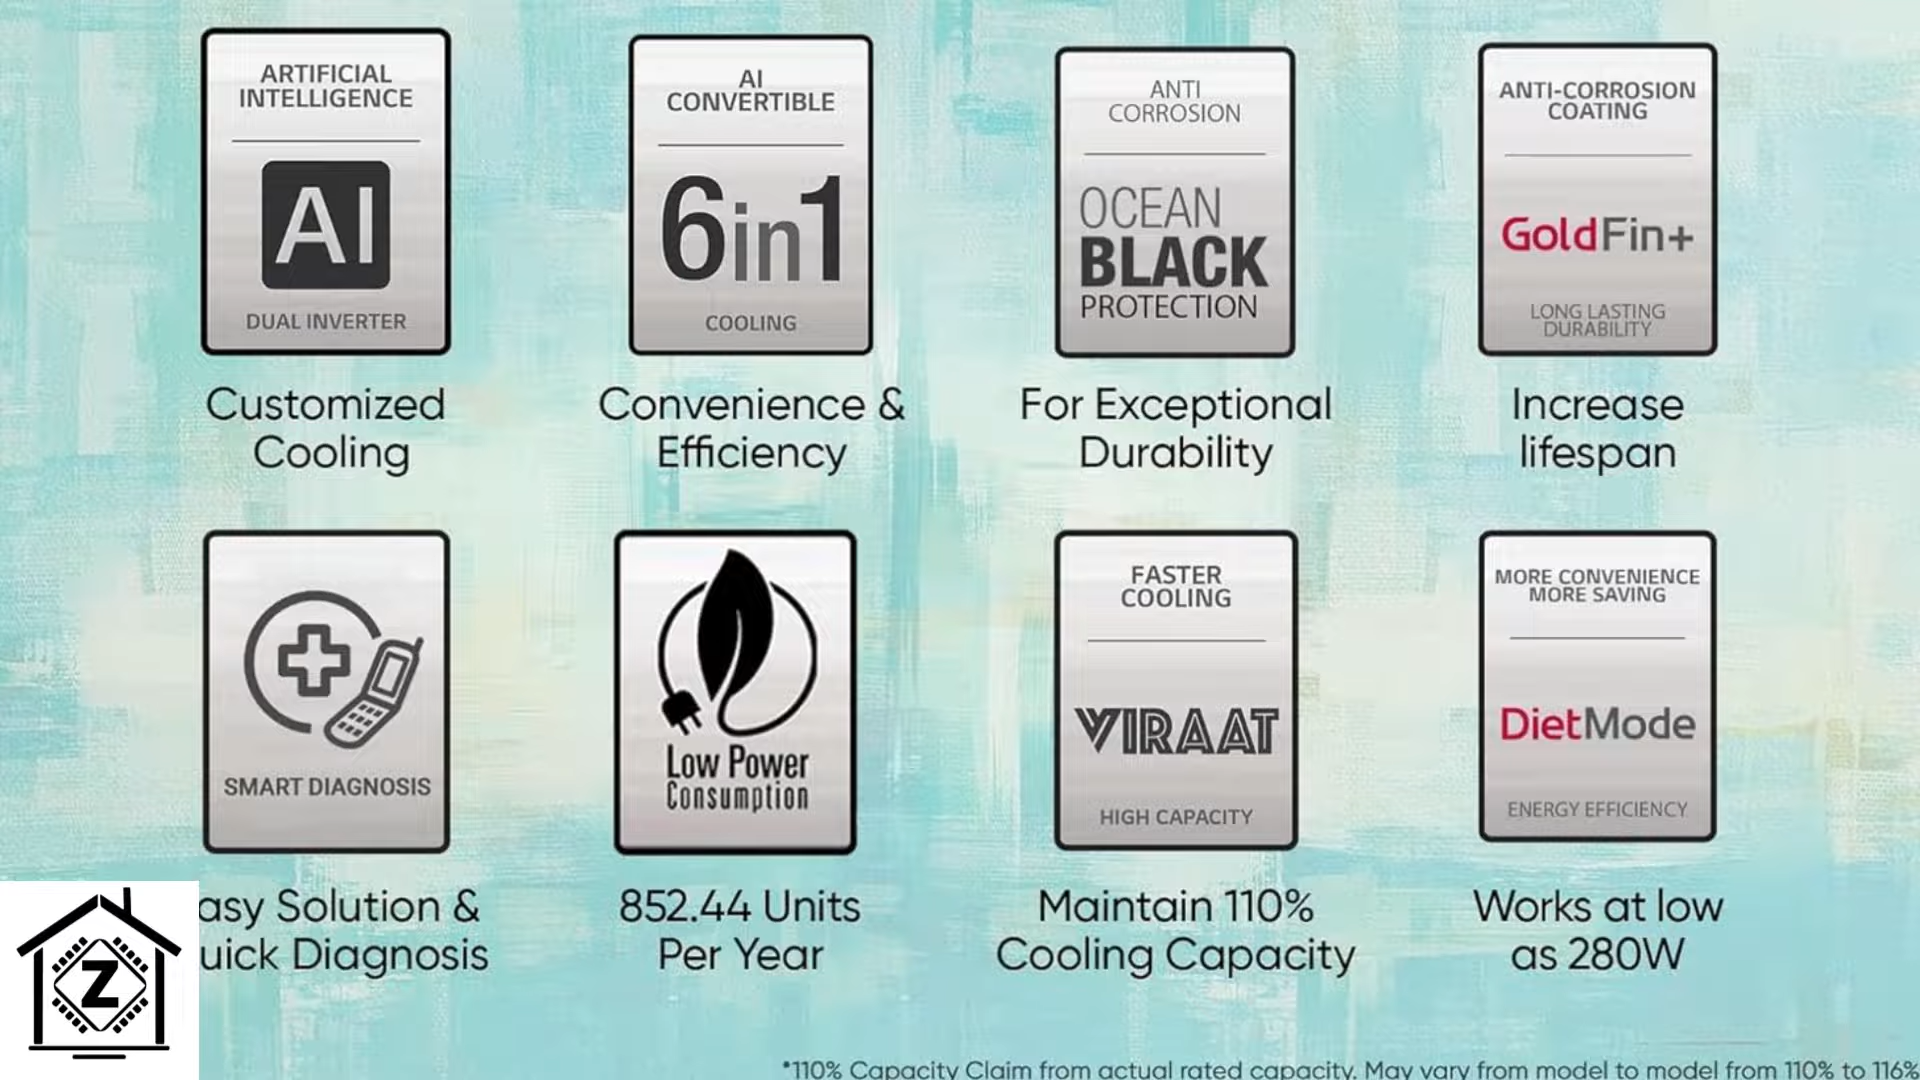 ARTIFICIAL
INTELLIGENCE
AI
DUAL INVERTER
Customized
Cooling
AI
CONVERTIBLE
6in1
COOLING
Convenience &
Efficiency
ANTI
CORROSION
OCEAN
BLACK
PROTECTION
For Exceptional
Durability
ANTI-CORROSION
COATING
GoldFin+
LONG LASTING
DURABILITY
Increase
lifespan
SMART DIAGNOSIS
asy Solution &
uick Diagnosis
Low Power
Consumption
852.44 Units
Per Year
FASTER
COOLING
VIRAAT
HIGH CAPACITY
Maintain 110%
Cooling Capacity
MORE CONVENIENCE
MORE SAVING
DietMode
ENERGY EFFICIENCY
Works at low
as 280W
Z
*110% Capacity Claim from actual rated capacity. May vary from model to model from 110% to 116%